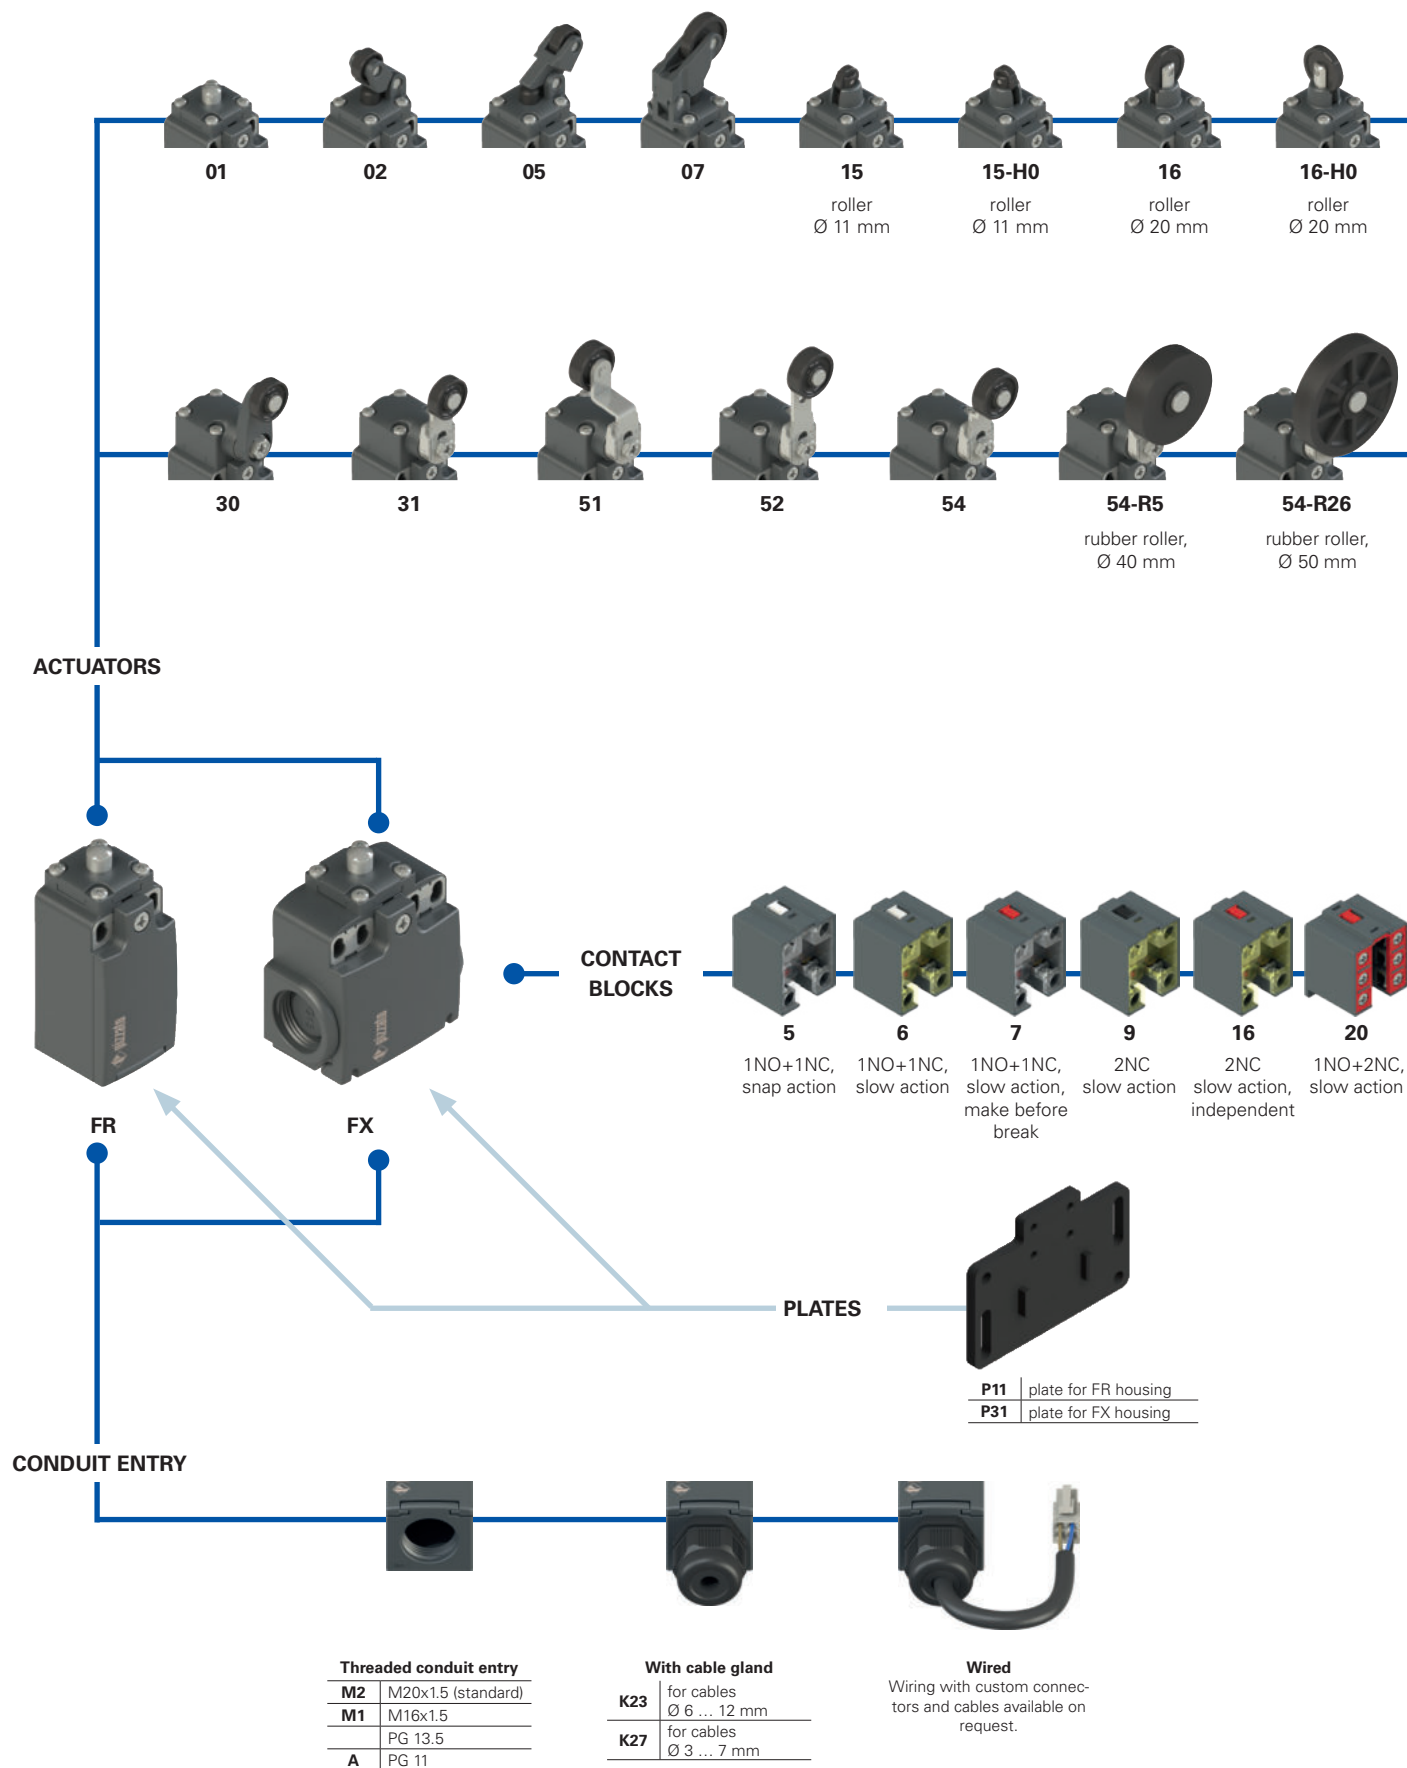 01 02 05 07 15 15-H0 16 16-H0
roller roller roller roller
Ø 11 mm Ø 11 mm Ø 20 mm Ø 20 mm
30 31 51 52 54 54-R5 54-R26
rubber roller, rubber roller,
Ø 40 mm Ø 50 mm
ACTUATORS
pizzato
pizzato
FR
FX
CONTACT
BLOCKS
5 6 7 9 16 20
1NO+1NC, 1NO+1NC, 1NO+1NC, 2NC 2NC 1NO+2NC,
snap action slow action slow action, slow action slow action, slow action
make before independent
break
PLATES
P11 plate for FR housing
P31 plate for FX housing
CONDUIT ENTRY
Threaded conduit entry
M2 M20x1.5 (standard)
M1 M16x1.5
PG 13.5
A PG 11
With cable gland
K23 for cables
Ø 6 … 12 mm
K27 for cables
Ø 3 … 7 mm
Wired
Wiring with custom connec-
tors and cables available on
request.